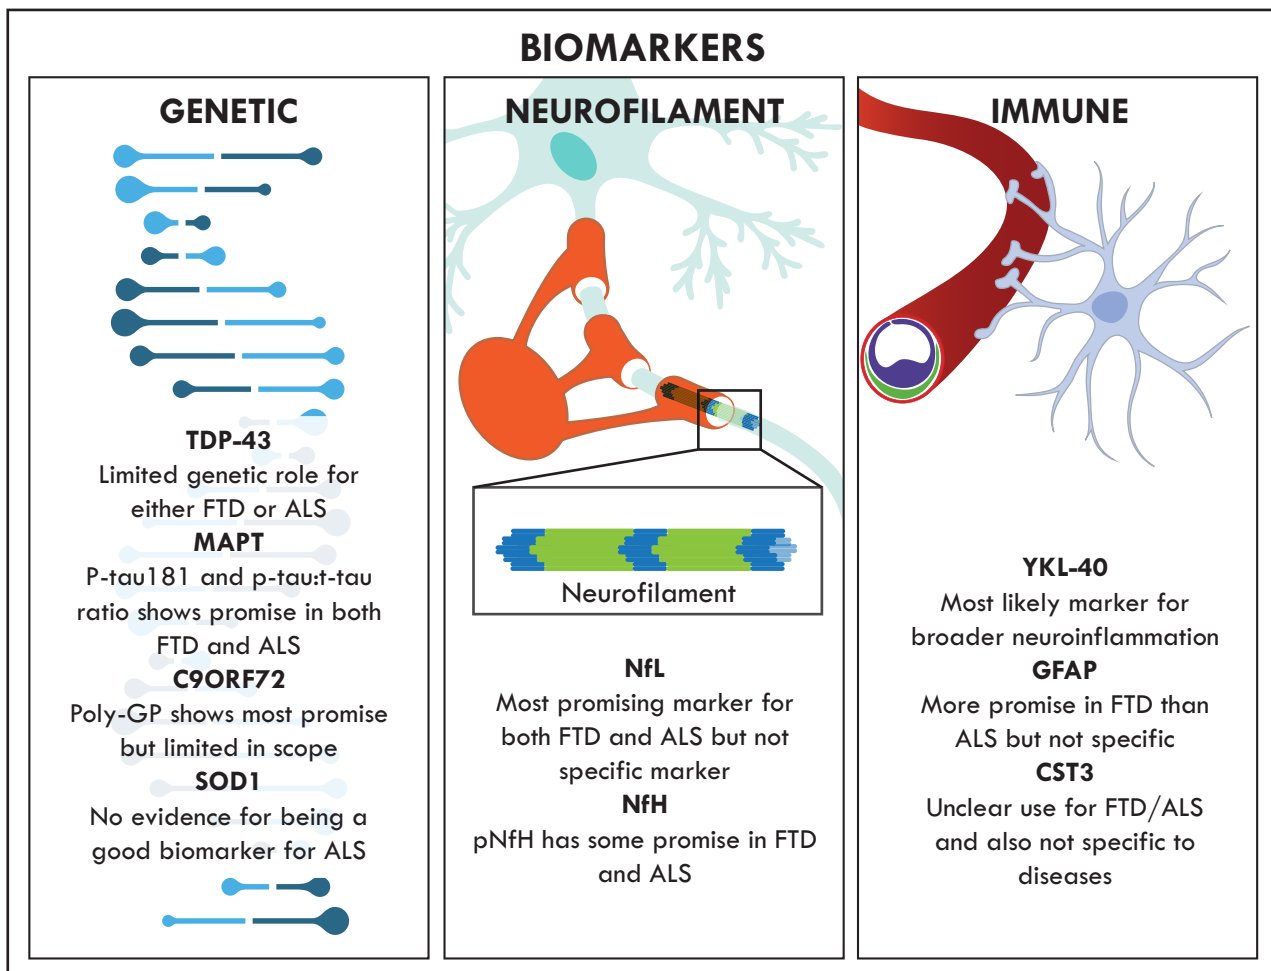 BIOMARKERS
GENETIC
TDP-43
Limited genetic role for
either FTD or ALS
MAPT
P-tau181 and p-tau:t-tau
ratio shows promise in both
FTD and ALS
C9ORF72
Poly-GP shows most promise
but limited in scope
SOD1
No evidence for being a
good biomarker for ALS
NEUROFILAMENT
Neurofilament
NfL
Most promising marker for
both FTD and ALS but not
specific marker
NfH
pNfH has some promise in FTD
and ALS
IMMUNE
YKL-40
Most likely marker for
broader neuroinflammation
GFAP
More promise in FTD than
ALS but not specific
CST3
Unclear use for FTD/ALS
and also not specific to
diseases